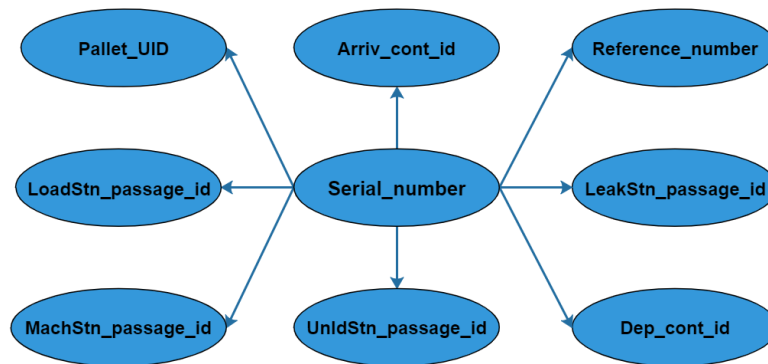 Pallet_UID
Arriv_cont_id
Reference_number
LoadStn_passage_id
Serial_number
LeakStn_passage_id
MachStn_passage_id
UnldStn_passage_id
Dep_cont_id